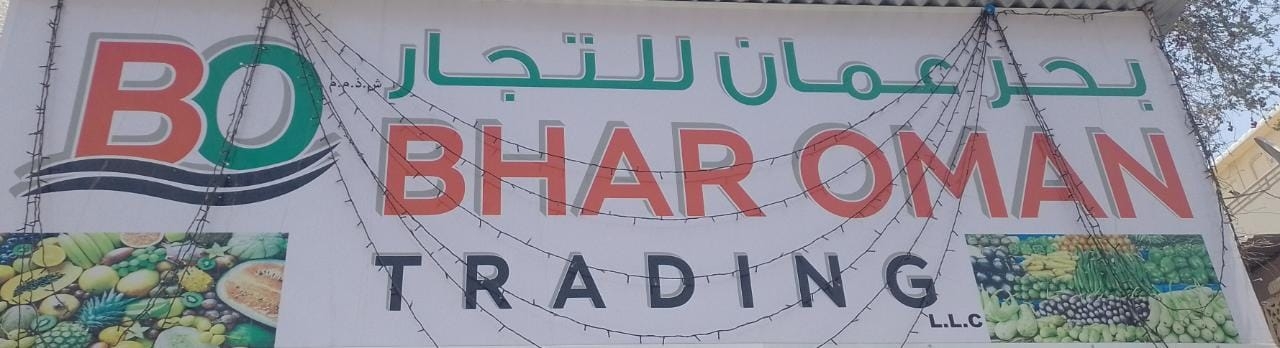 BO
بحر عمان للتجار
ش.ذ.م.م
BHAR OMAN
TRADING
L.L.C